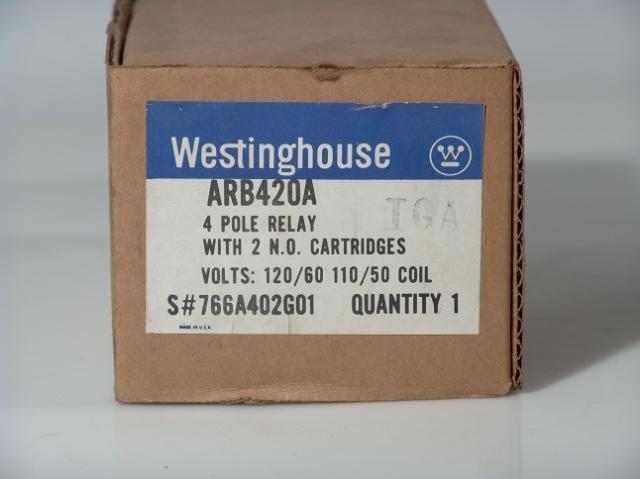 Westinghouse
ARB420A
4 POLE RELAY
IGA
WITH 2 N.O. CARTRIDGES
VOLTS: 120/60 110/50 COIL
S#766A402G01 QUANTITY 1
MADE IN U.S.A.